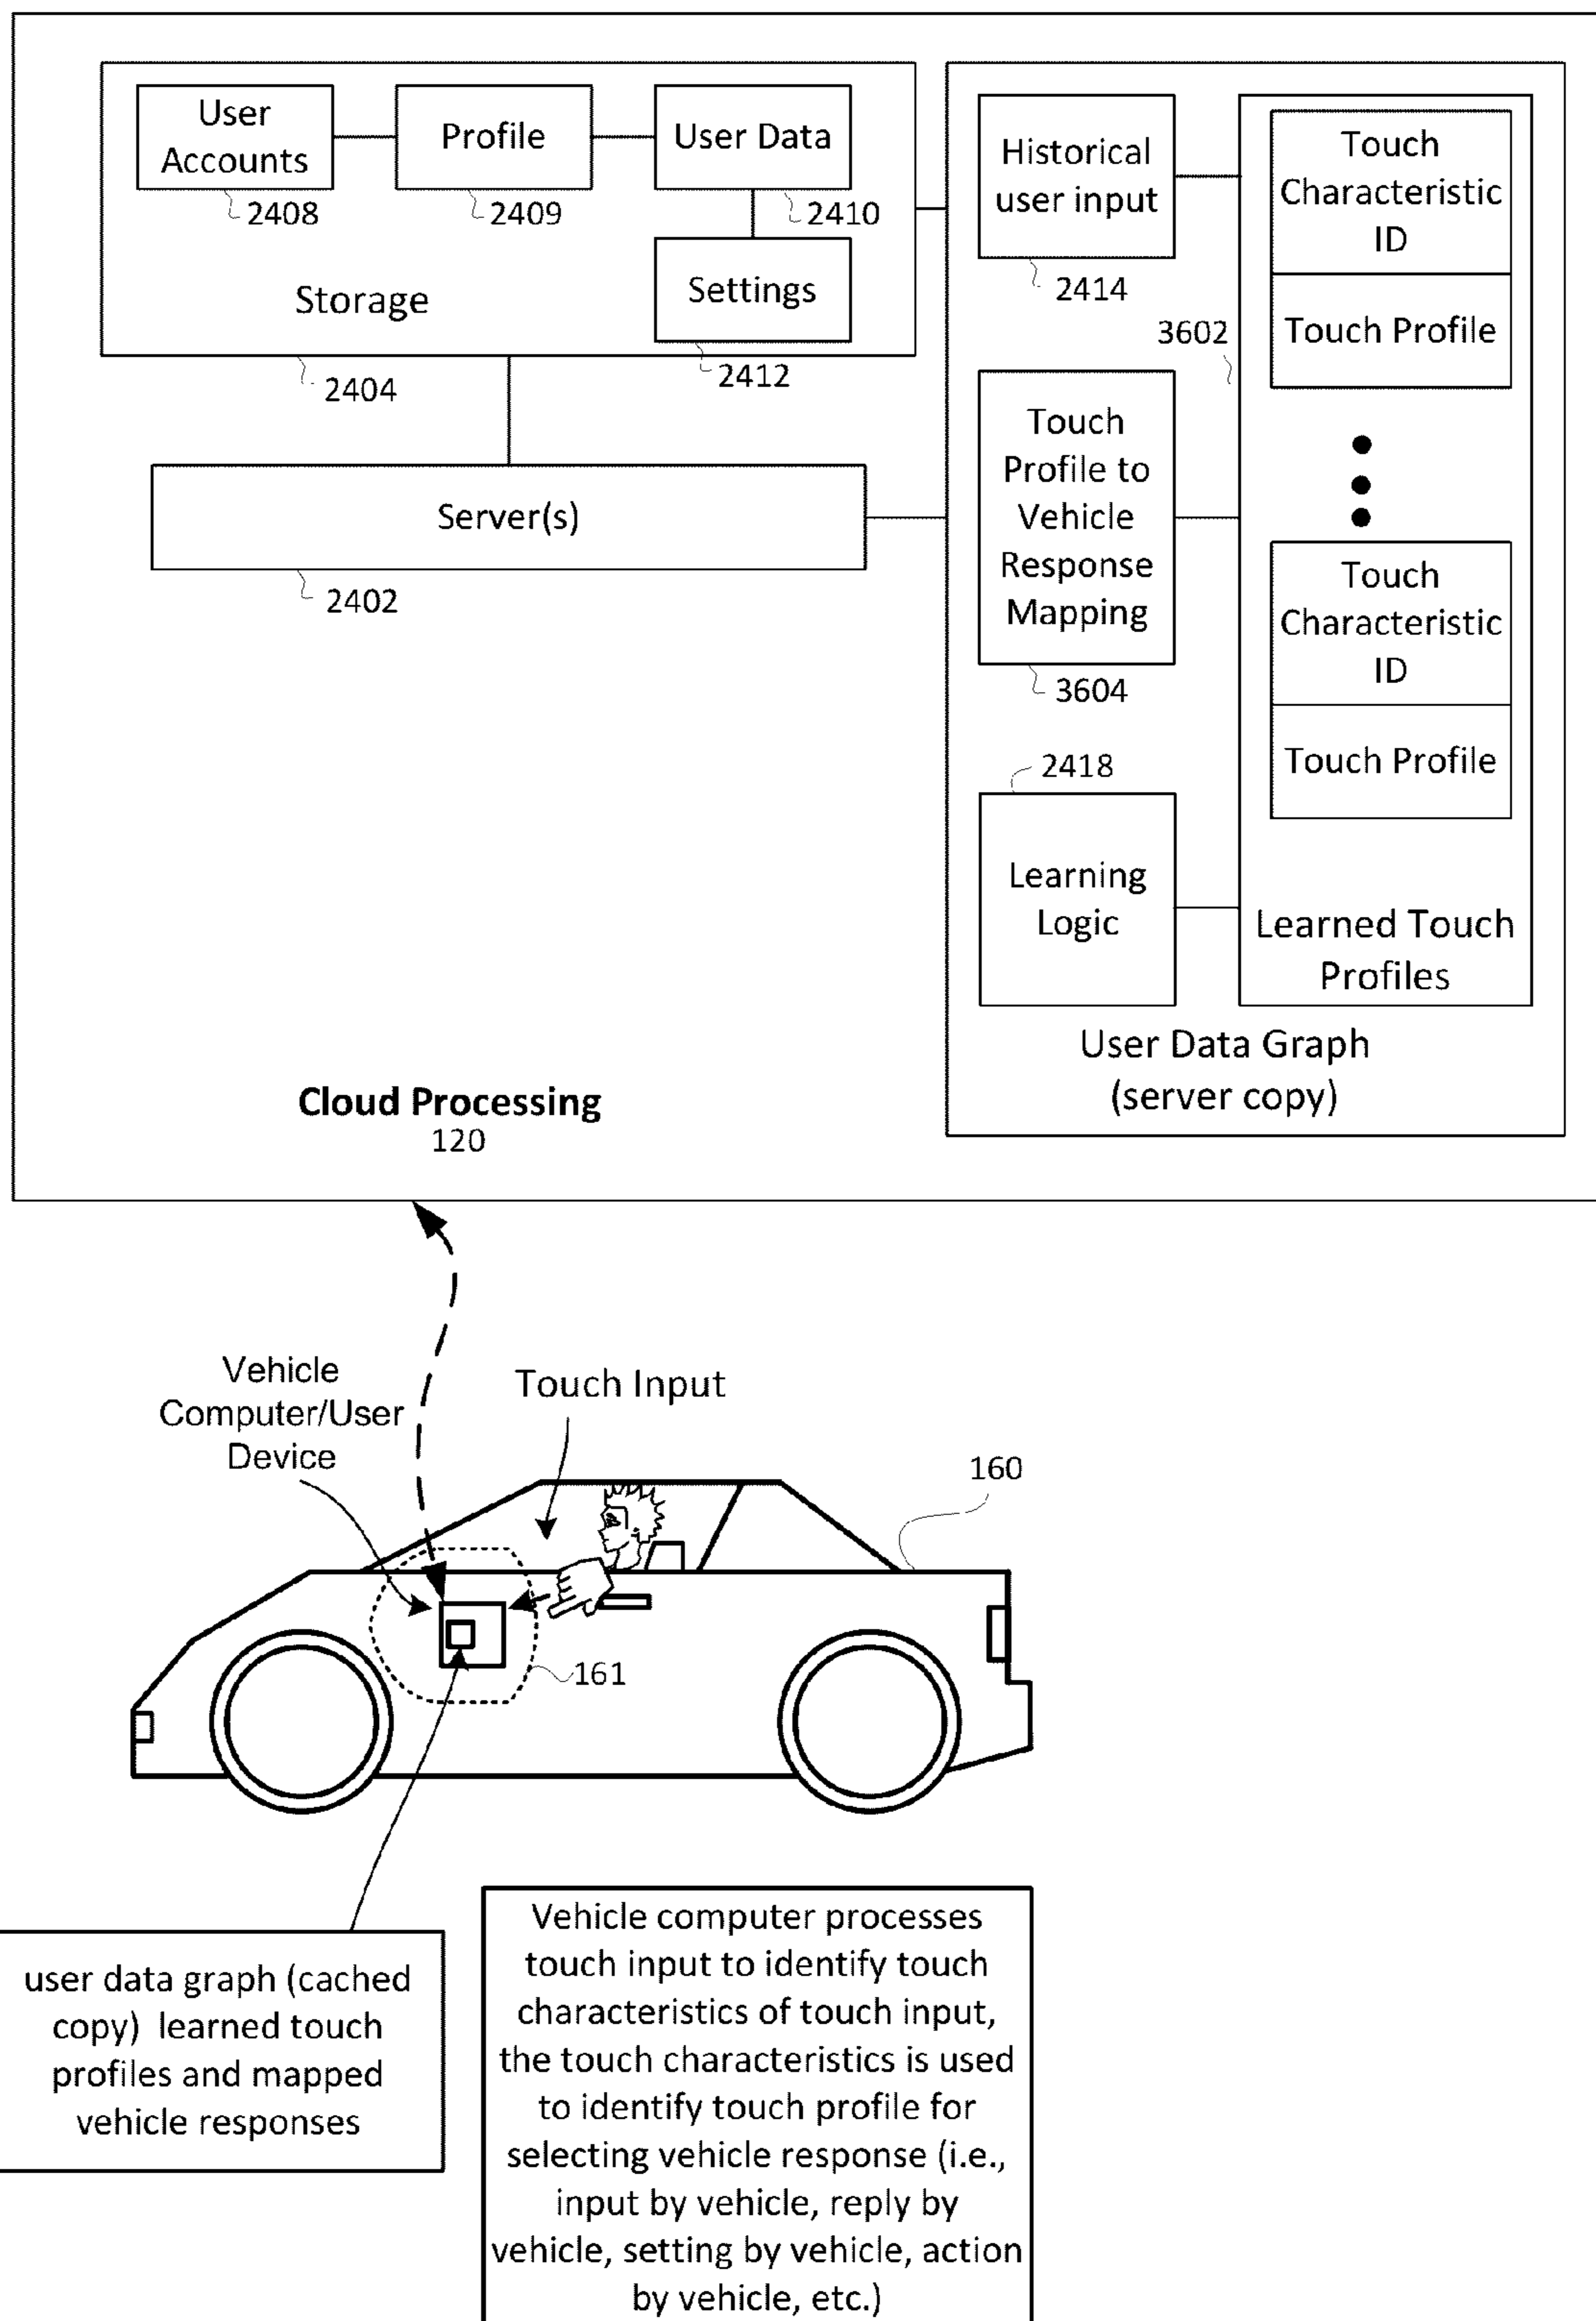 User
Accounts
2408
Profile
2409
User Data
2410
Settings
2412
Storage
2404
Server(s)
2402
Historical
user input
2414
3602
Touch
Profile to
Vehicle
Response
Mapping
3604
2418
Learning
Logic
Touch
Characteristic
ID
Touch Profile
Touch
Characteristic
ID
Touch Profile
Learned Touch
Profiles
User Data Graph
(server copy)
Cloud Processing
120
Vehicle
Computer/User
Device
Touch Input
160
161
user data graph (cached
copy) learned touch
profiles and mapped
vehicle responses
Vehicle computer processes
touch input to identify touch
characteristics of touch input,
the touch characteristics is used
to identify touch profile for
selecting vehicle response (i.e.,
input by vehicle, reply by
vehicle, setting by vehicle, action
by vehicle, etc.)